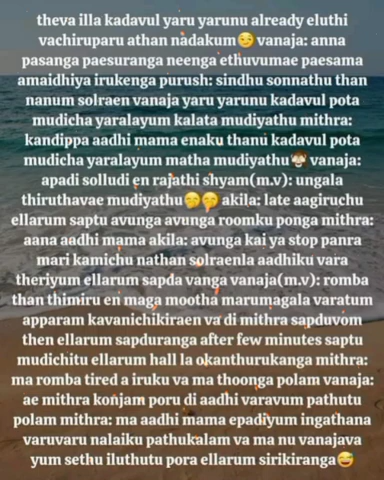 theva illa kadavul yaru yarunu already eluthi
vachiruparu athan nadakum😉 vanaja: anna
pasanga paesuranga neenga ethuvumae paesama
amaidhiya irukenga purush: sindhu sonnathu than
nanum solraen vanaja yaru yarunu kadavul pota
mudicha yaralayum kalata mudiyathu mithra:
kandippa aadhi mama enaku thanu kadavul pota
mudicha yaralayum matha mudiyathu🙈 vanaja:
apadi solludi en rajathi shyam(m.v): ungala
thiruthavae mudiyathu🤭🤭 akila: late aagiruchu
ellarum saptu avunga avunga roomku ponga mithra:
aana aadhi mama akila: avunga kai ya stop panra
mari kamichu nathan solraenla aadhiku vara
theriyum ellarum sapda vanga vanaja(m.v): romba
than thimiru en maga mootha marumagala varatum
apparam kavanichikiraen va di mithra sapduvom
then ellarum sapduranga after few minutes saptu
mudichitu ellarum hall la okanthurukanga mithra:
ma romba tired a iruku va ma thoonga polam vanaja:
ae mithra konjam poru di aadhi varavum pathutu
polam mithra: ma aadhi mama epadiyum ingathana
varuvaru nalaiku pathukalam va ma nu vanajava
yum sethu iluthutu pora ellarum sirikiranga😅